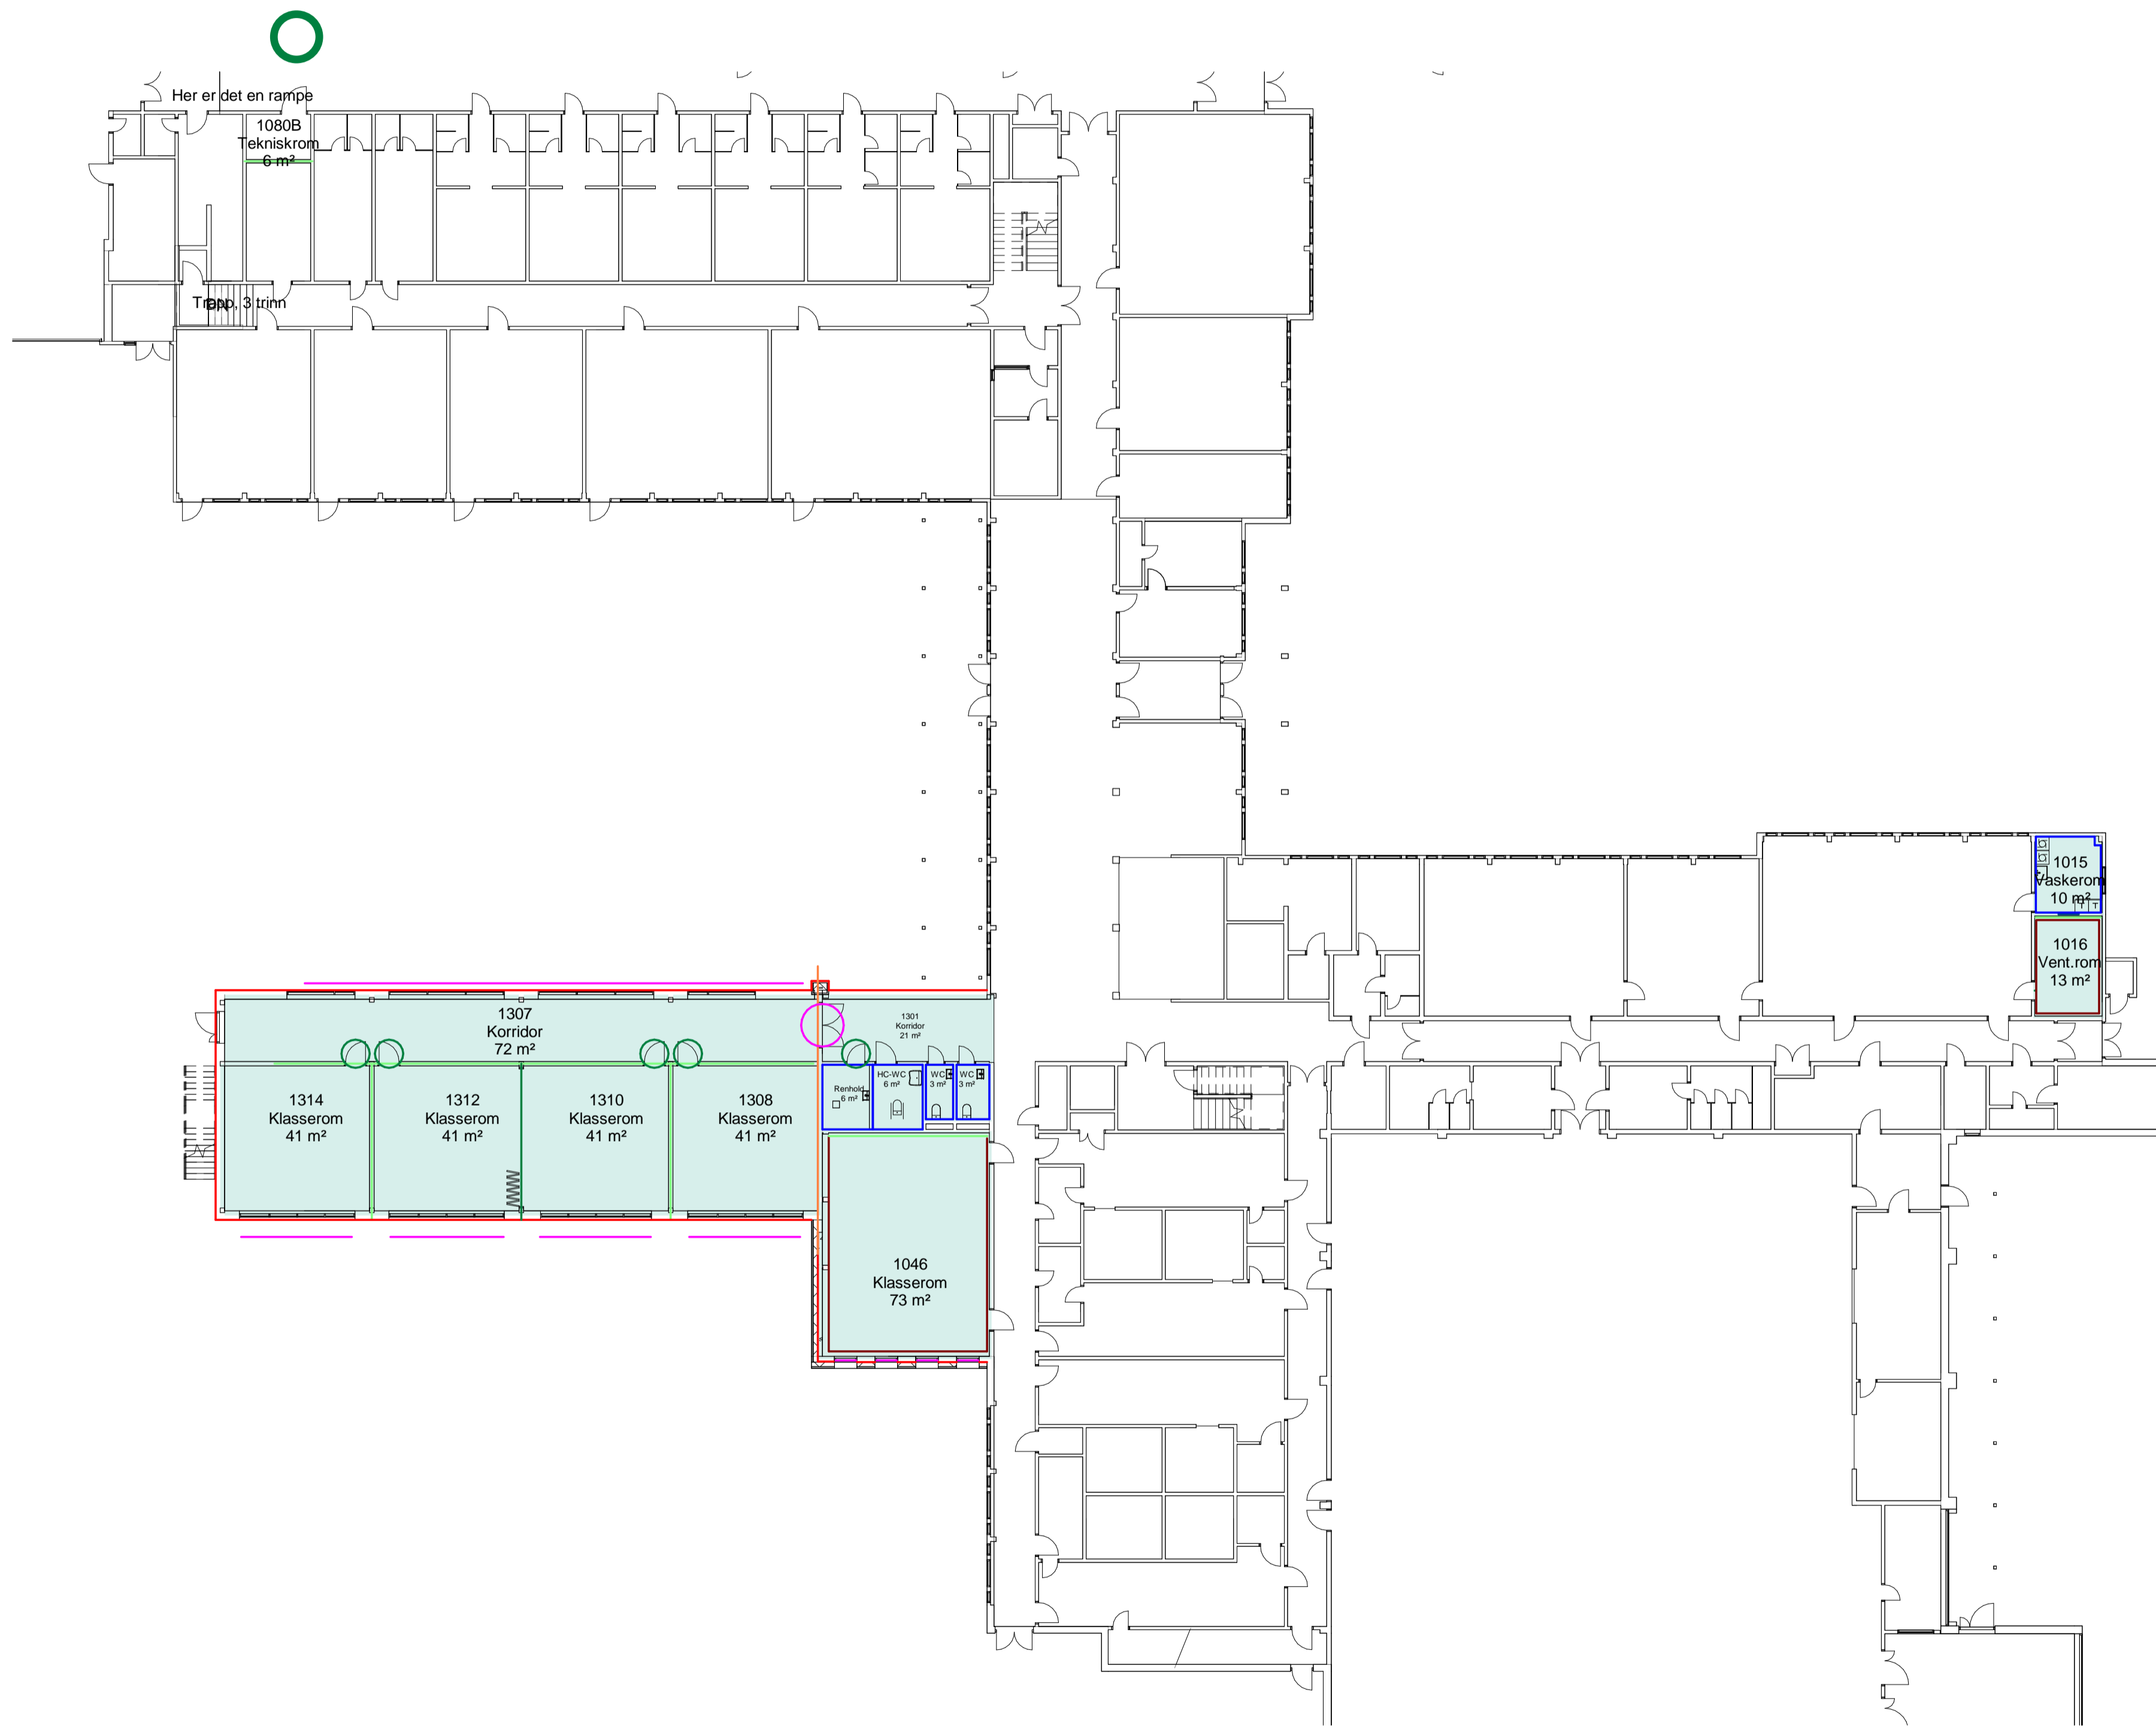 Her er det en rampe
1080B
Tekniskrom
6 m²
Trapp, 3 trinn
1015
Vaskerom
10 m²
T T
1016
Vent.rom
13 m²
1307
Korridor
72 m²
1301
Korridor
21 m²
Renhold
6 m²
HC-WC
6 m²
WC
3 m²
WC
3 m²
1314
Klasserom
41 m²
1312
Klasserom
41 m²
1310
Klasserom
41 m²
1308
Klasserom
41 m²
1046
Klasserom
73 m²